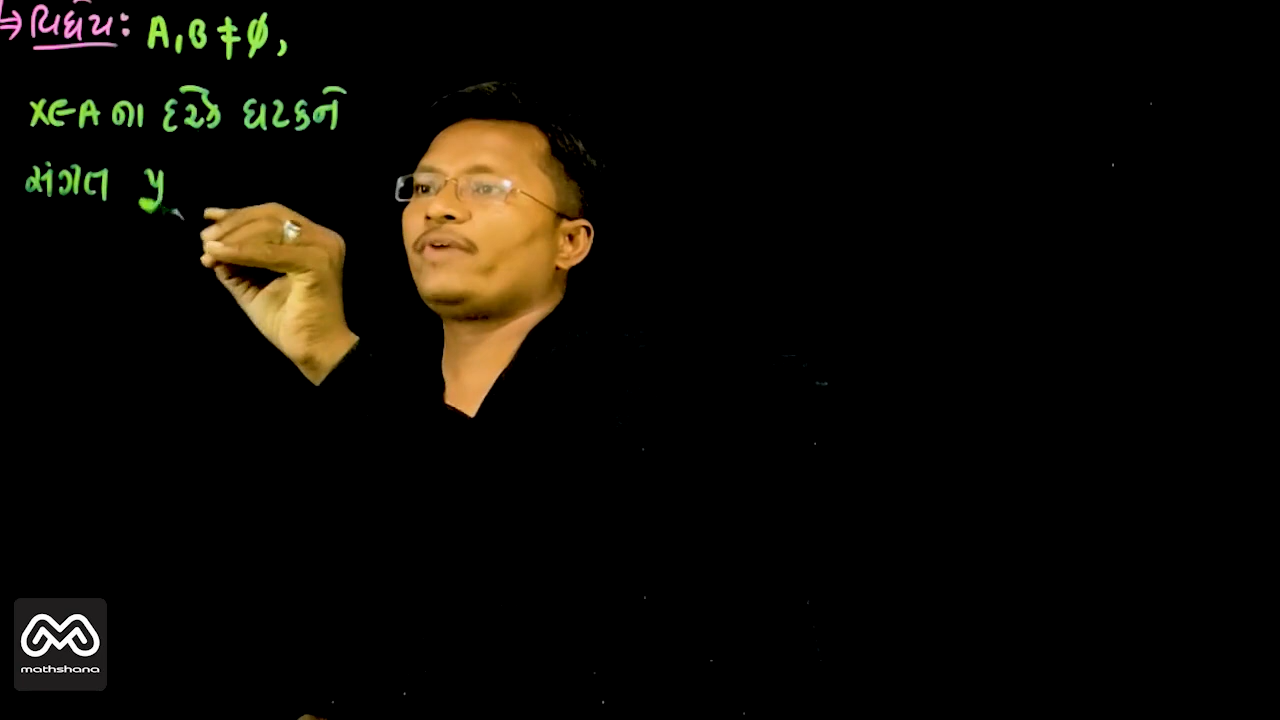 ⇒ વિધેય: A, B ≠ ϕ,
x∈A ના દરેક ઘટકને
સંગત y
mathshana